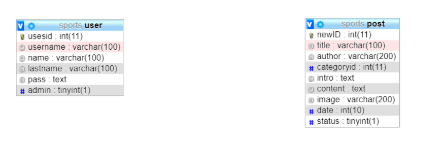 sports user
usesid : int(11)
username : varchar(100)
name : varchar(100)
lastname : varchar(100)
pass : text
admin : tinyint(1)
sports post
newID : int(11)
title : varchar(100)
author : varchar(200)
categoryid : int(11)
intro : text
content : text
image : varchar(200)
date : int(10)
status : tinyint(1)